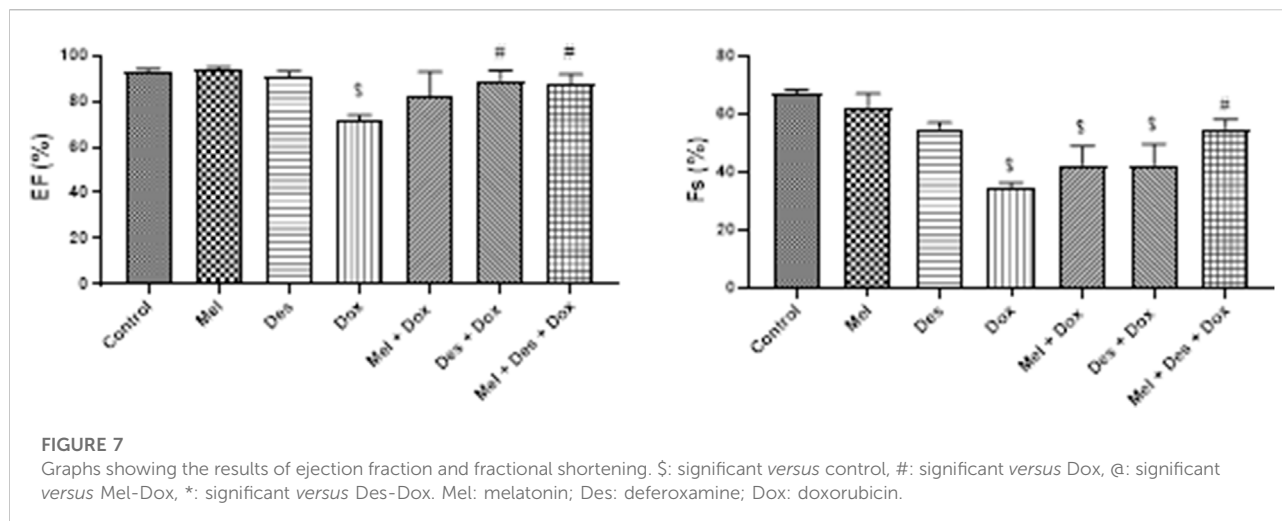 100
80
60
40
20
0
EF (%)
$
#
#
Control
Mel
Des
Dox
Mel + Dox
Des + Dox
Mel + Des + Dox
80
60
40
20
0
Fs (%)
$
$
$
#
Control
Mel
Des
Dox
Mel + Dox
Des + Dox
Mel + Des + Dox
FIGURE 7
Graphs showing the results of ejection fraction and fractional shortening. $: significant versus control, #: significant versus Dox, @: significant
versus Mel-Dox, *: significant versus Des-Dox. Mel: melatonin; Des: deferoxamine; Dox: doxorubicin.